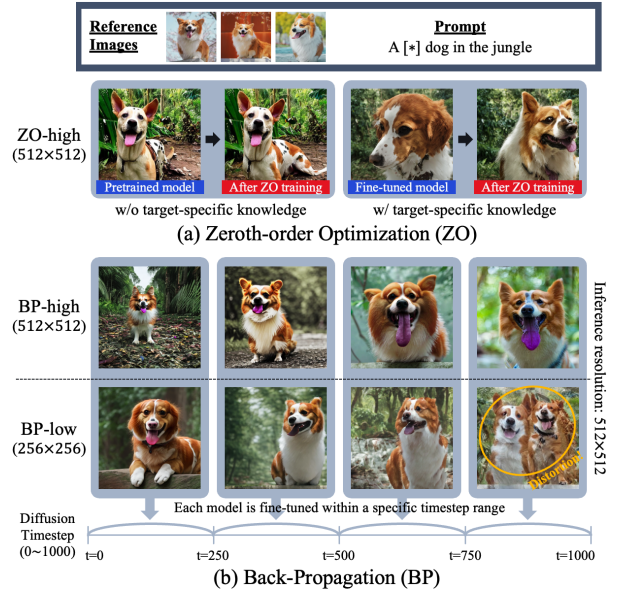 Reference
Images
Prompt
A [*] dog in the jungle
ZO-high
(512×512)
Pretrained model
After ZO training
Fine-tuned model
After ZO training
w/o target-specific knowledge
w/ target-specific knowledge
(a) Zeroth-order Optimization (ZO)
BP-high
(512×512)
BP-low
(256×256)
Distortion!
Inference resolution: 512×512
Each model is fine-tuned within a specific timestep range
Diffusion
Timestep
(0~1000)
t=0
t=250
t=500
t=750
t=1000
(b) Back-Propagation (BP)